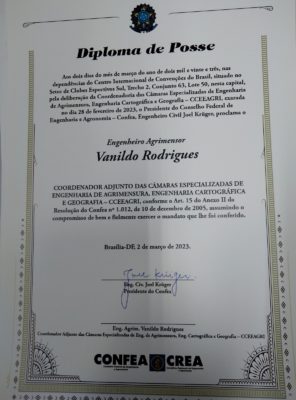 Diploma de Posse
Aos dois dias do mês de março do ano de dois mil e vinte e três, nas
dependências do Centro Internacional de Convenções do Brasil, situado no
Setor de Clubes Esportivos Sul, Trecho 2, Conjunto 63, Lote 50, nesta capital,
pela deliberação da Coordenadoria das Câmaras Especializadas de Engenharia
de Agrimensura, Engenharia Cartográfica e Geografia – CCEEAGRI, exarada
no dia 28 de fevereiro de 2023, o Presidente do Conselho Federal de
Engenharia e Agronomia – Confea, Engenheiro Civil Joel Krüger, proclama o
Engenheiro Agrimensor
Vanildo Rodrigues
COORDENADOR ADJUNTO DAS CÂMARAS ESPECIALIZADAS DE
ENGENHARIA DE AGRIMENSURA, ENGENHARIA CARTOGRÁFICA
E GEOGRAFIA – CCEEAGRI, conforme o Art. 15 do Anexo II da
Resolução do Confea nº 1.012, de 10 de dezembro de 2005, assumindo o
compromisso de bem e fielmente exercer o mandato que lhe foi conferido.
Brasília-DF, 2 de março de 2023.
Joel Krüger
Eng. Civ. Joel Krüger
Presidente do Confea
Eng. Agrim. Vanildo Rodrigues
Coordenador Adjunto das Câmaras Especializadas de Eng. de Agrimensura, Eng. Cartográfica e Geografia – CCEEAGRI
CONFEA CREA